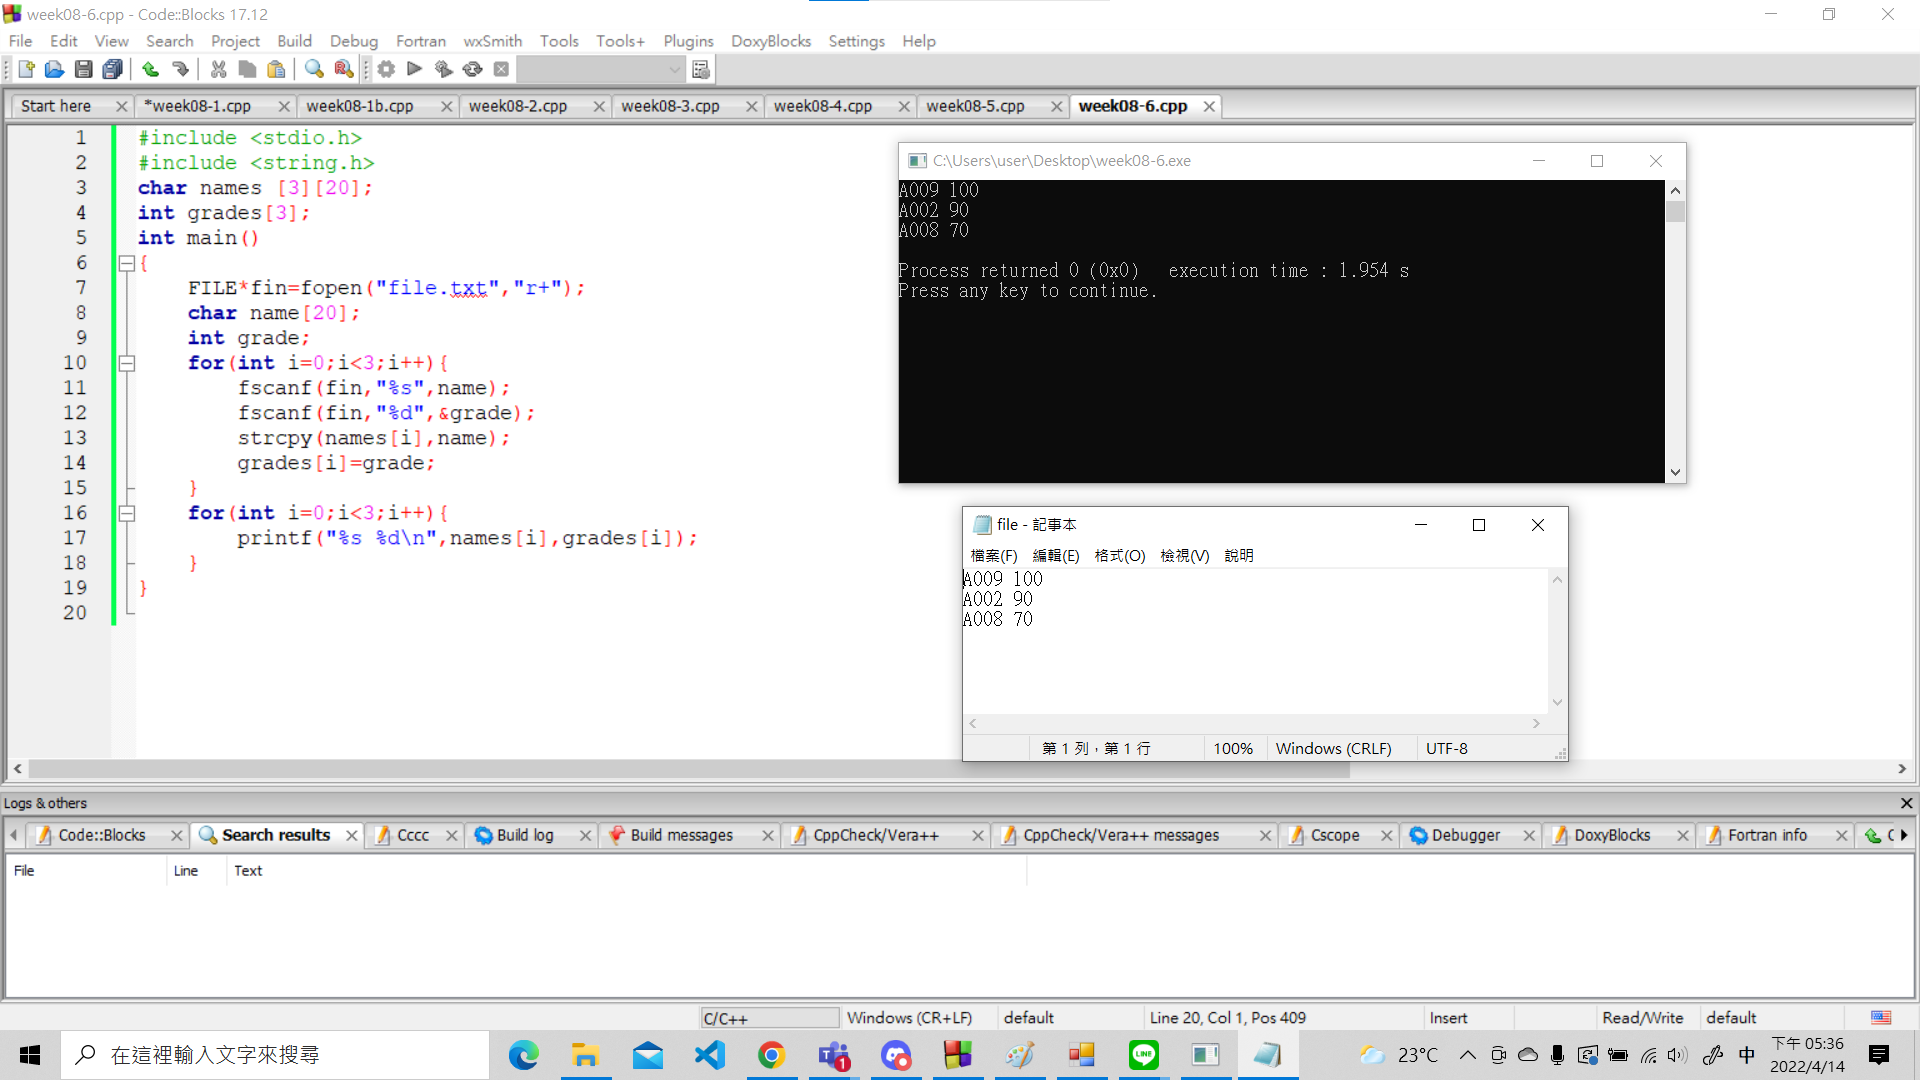 week08-6.cpp - Code::Blocks 17.12
File Edit View Search Project Build Debug Fortran wxSmith Tools Tools+ Plugins DoxyBlocks Settings Help
Start here *week08-1.cpp week08-1b.cpp week08-2.cpp week08-3.cpp week08-4.cpp week08-5.cpp week08-6.cpp
1 #include <stdio.h>
2 #include <string.h>
3 char names [3][20];
4 int grades[3];
5 int main()
6 {
7 FILE*fin=fopen("file.txt","r+");
8 char name[20];
9 int grade;
10 for(int i=0;i<3;i++){
11 fscanf(fin,"%s",name);
12 fscanf(fin,"%d",&grade);
13 strcpy(names[i],name);
14 grades[i]=grade;
15 }
16 for(int i=0;i<3;i++){
17 printf("%s %d\n",names[i],grades[i]);
18 }
19 }
20
C:\Users\user\Desktop\week08-6.exe
A009 100
A002 90
A008 70
Process returned 0 (0x0) execution time : 1.954 s
Press any key to continue.
file - 記事本
檔案(F) 編輯(E) 格式(O) 檢視(V) 說明
A009 100
A002 90
A008 70
第 1 列，第 1 行 100% Windows (CRLF) UTF-8
Logs & others
Code::Blocks Search results Cccc Build log Build messages CppCheck/Vera++ CppCheck/Vera++ messages Cscope Debugger DoxyBlocks Fortran info
File Line Text
C/C++ Windows (CR+LF) default Line 20, Col 1, Pos 409 Insert Read/Write default
在這裡輸入文字來搜尋
1
LINE
23°C
中
下午 05:36
2022/4/14